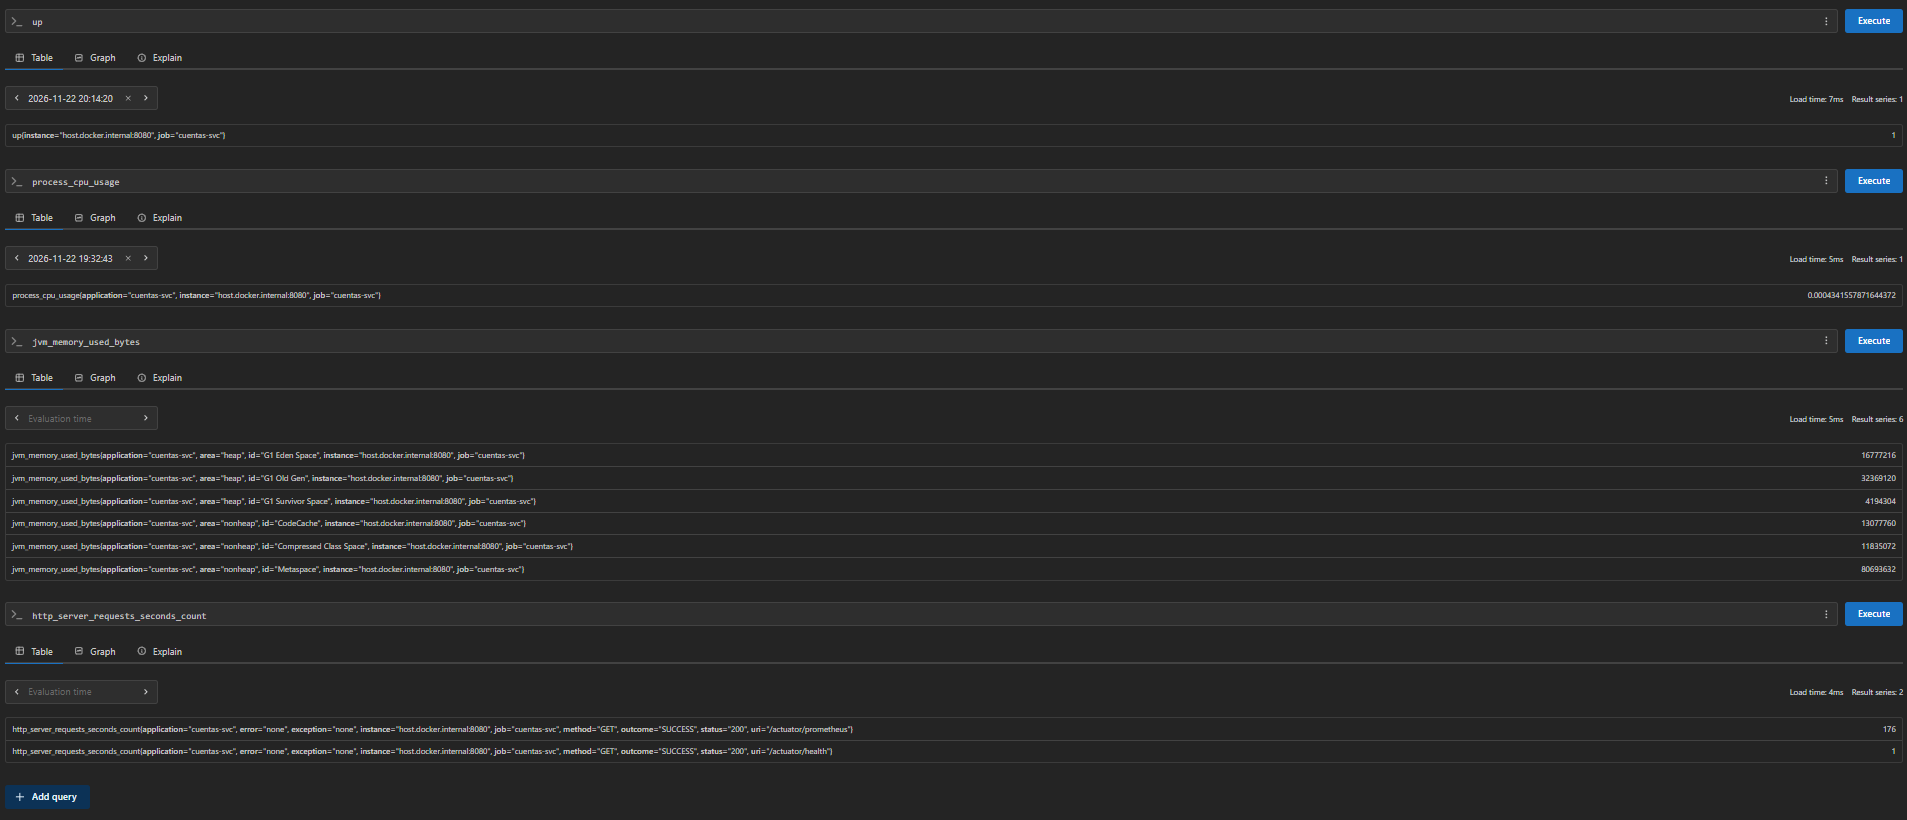 >_ up ⋮ Execute
Table Graph Explain
< 2026-11-22 20:14:20 × >
Load time: 7ms Result series: 1
up{instance="host.docker.internal:8080", job="cuentas-svc"} 1
>_ process_cpu_usage ⋮ Execute
Table Graph Explain
< 2026-11-22 19:32:43 × >
Load time: 5ms Result series: 1
process_cpu_usage{application="cuentas-svc", instance="host.docker.internal:8080", job="cuentas-svc"} 0.0004341557871644372
>_ jvm_memory_used_bytes ⋮ Execute
Table Graph Explain
< Evaluation time >
Load time: 5ms Result series: 6
jvm_memory_used_bytes{application="cuentas-svc", area="heap", id="G1 Eden Space", instance="host.docker.internal:8080", job="cuentas-svc"} 16777216
jvm_memory_used_bytes{application="cuentas-svc", area="heap", id="G1 Old Gen", instance="host.docker.internal:8080", job="cuentas-svc"} 32369120
jvm_memory_used_bytes{application="cuentas-svc", area="heap", id="G1 Survivor Space", instance="host.docker.internal:8080", job="cuentas-svc"} 4194304
jvm_memory_used_bytes{application="cuentas-svc", area="nonheap", id="CodeCache", instance="host.docker.internal:8080", job="cuentas-svc"} 13077760
jvm_memory_used_bytes{application="cuentas-svc", area="nonheap", id="Compressed Class Space", instance="host.docker.internal:8080", job="cuentas-svc"} 11835072
jvm_memory_used_bytes{application="cuentas-svc", area="nonheap", id="Metaspace", instance="host.docker.internal:8080", job="cuentas-svc"} 80693632
>_ http_server_requests_seconds_count ⋮ Execute
Table Graph Explain
< Evaluation time >
Load time: 4ms Result series: 2
http_server_requests_seconds_count{application="cuentas-svc", error="none", exception="none", instance="host.docker.internal:8080", job="cuentas-svc", method="GET", outcome="SUCCESS", status="200", uri="/actuator/prometheus"} 176
http_server_requests_seconds_count{application="cuentas-svc", error="none", exception="none", instance="host.docker.internal:8080", job="cuentas-svc", method="GET", outcome="SUCCESS", status="200", uri="/actuator/health"} 1
+ Add query